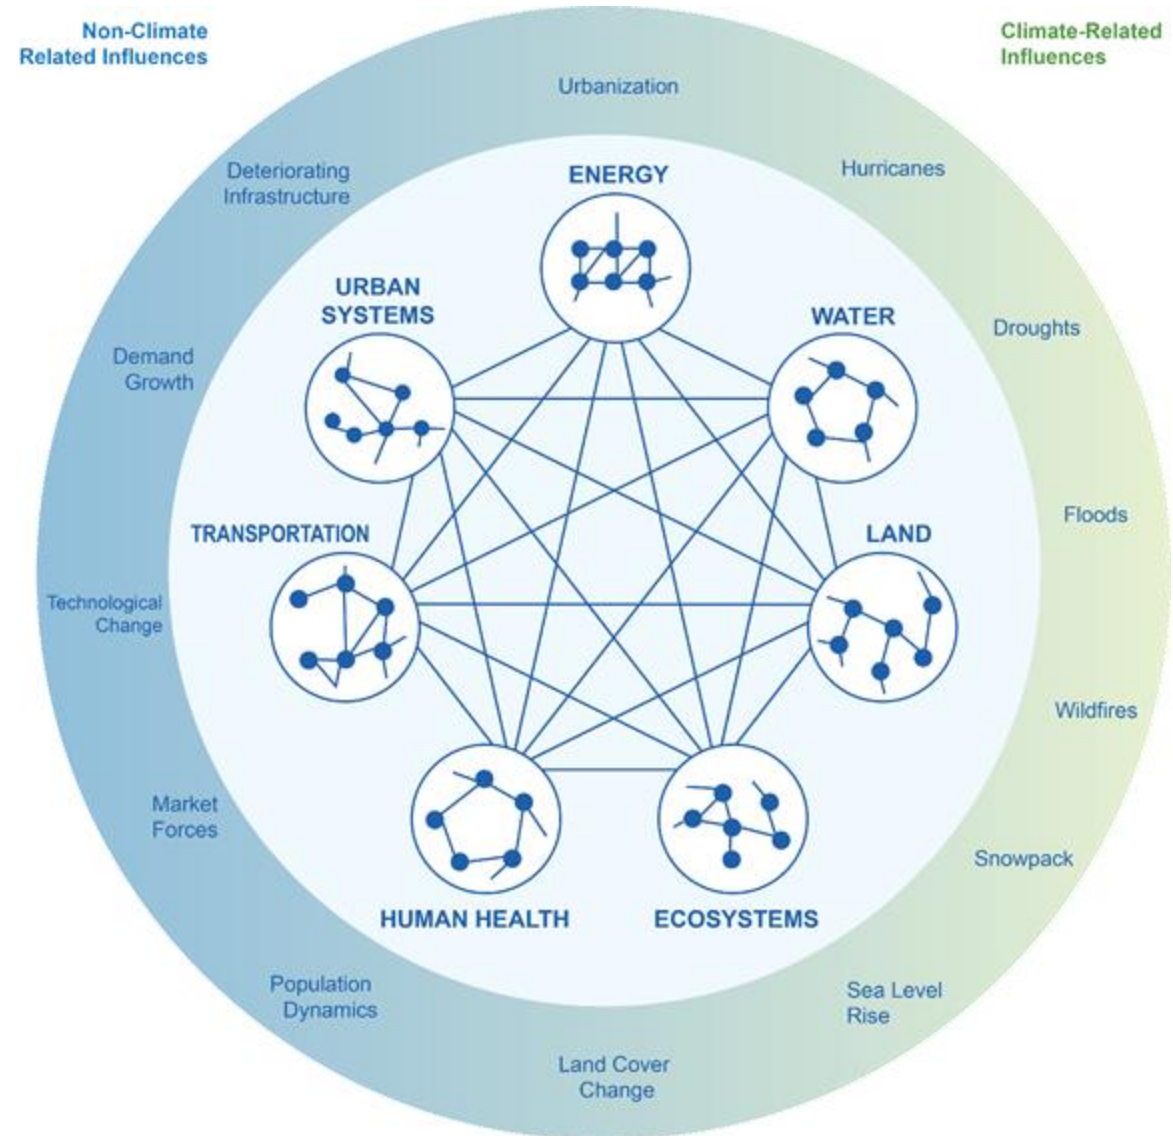 Non-Climate
Related Influences
Climate-Related
Influences
Urbanization
Hurricanes
Droughts
Floods
Wildfires
Snowpack
Sea Level
Rise
Land Cover
Change
Population
Dynamics
Market
Forces
Technological
Change
Demand
Growth
Deteriorating
Infrastructure
ENERGY
WATER
LAND
ECOSYSTEMS
HUMAN HEALTH
TRANSPORTATION
URBAN
SYSTEMS